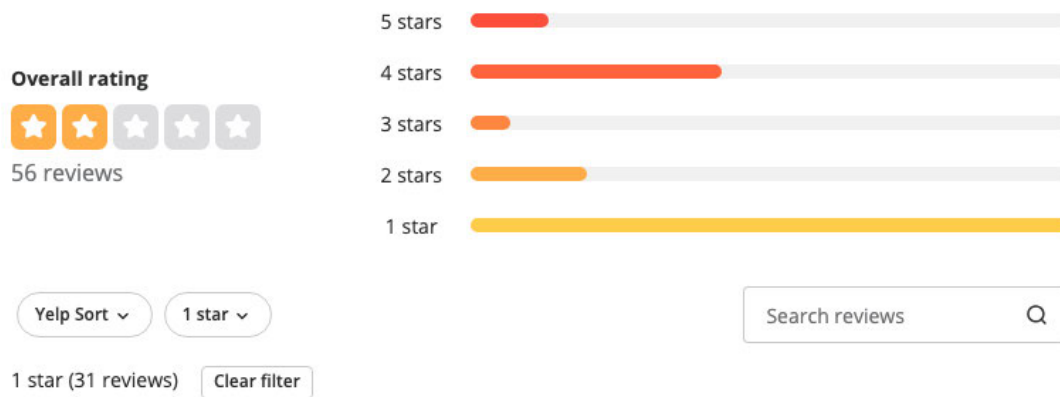 5 stars
4 stars
Overall rating
3 stars
56 reviews
2 stars
1 star
Yelp Sort
1 star
Search reviews
1 star (31 reviews)
Clear filter